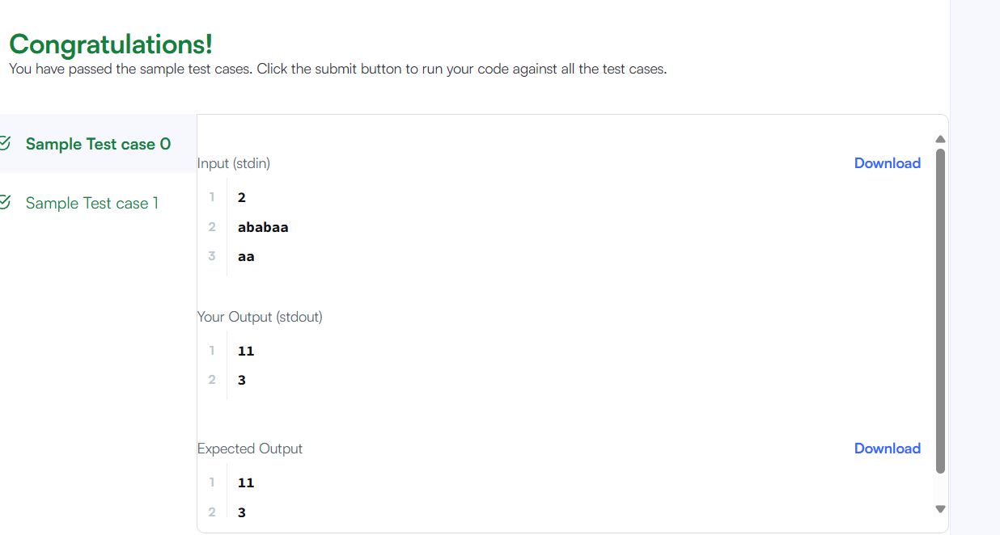 Congratulations!
You have passed the sample test cases. Click the submit button to run your code against all the test cases.
Sample Test case 0
Sample Test case 1
Input (stdin)
Download
1 2
2 ababaa
3 aa
Your Output (stdout)
1 11
2 3
Expected Output
Download
1 11
2 3